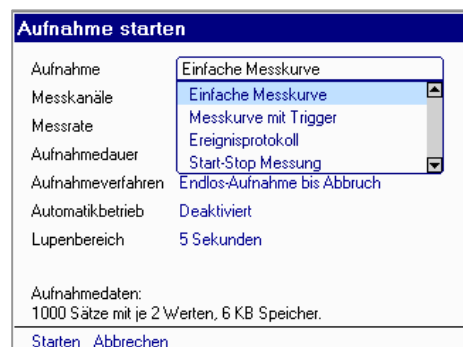 Aufnahme starten
Aufnahme Einfache Messkurve
Messkanäle Einfache Messkurve
Messrate Messkurve mit Trigger
Ereignisprotokoll
Aufnahmedauer Start-Stop Messung
Aufnahmeverfahren Endlos-Aufnahme bis Abbruch
Automatikbetrieb Deaktiviert
Lupenbereich 5 Sekunden
Aufnahmedaten:
1000 Sätze mit je 2 Werten, 6 KB Speicher.
Starten Abbrechen